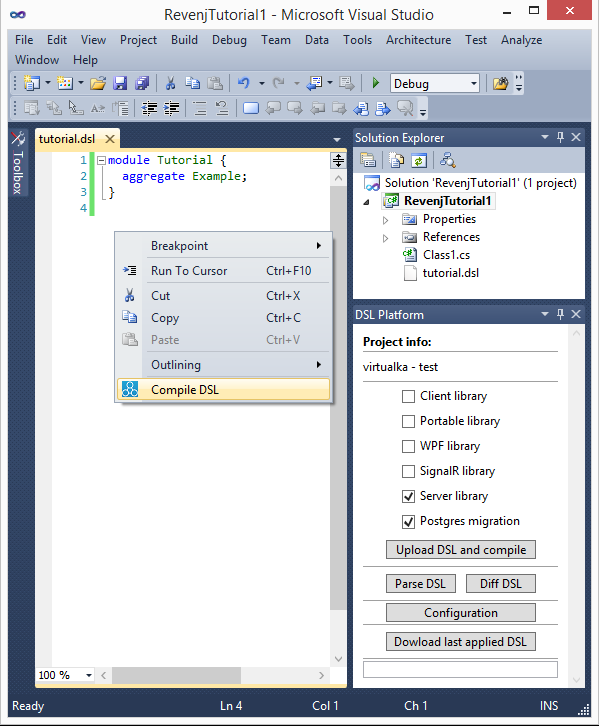 RevenjTutorial1 - Microsoft Visual Studio
File Edit View Project Build Debug Team Data Tools Architecture Test Analyze
Window Help
Debug
Toolbox
tutorial.dsl
1 module Tutorial {
2 aggregate Example;
3 }
4
Breakpoint
Run To Cursor Ctrl+F10
Cut Ctrl+X
Copy Ctrl+C
Paste Ctrl+V
Outlining
Compile DSL
100 %
Solution Explorer
Solution 'RevenjTutorial1' (1 project)
RevenjTutorial1
Properties
References
Class1.cs
tutorial.dsl
DSL Platform
Project info:
virtualka - test
Client library
Portable library
WPF library
SignalR library
Server library
Postgres migration
Upload DSL and compile
Parse DSL Diff DSL
Configuration
Dowload last applied DSL
Ready Ln 4 Col 1 Ch 1 INS